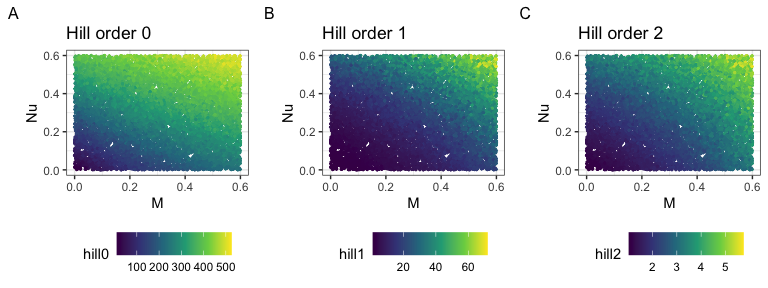 A
Hill order 0
Nu
0.6
0.4
0.2
0.0
0.0 0.2 0.4 0.6
M
hill0
100 200 300 400 500
B
Hill order 1
Nu
0.6
0.4
0.2
0.0
0.0 0.2 0.4 0.6
M
hill1
20 40 60
C
Hill order 2
Nu
0.6
0.4
0.2
0.0
0.0 0.2 0.4 0.6
M
hill2
2 3 4 5